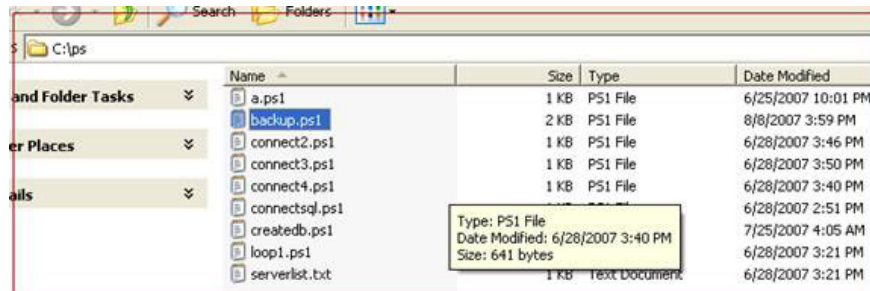 Search Folders
s C:\ps
Name Size Type Date Modified
and Folder Tasks
a.ps1 1 KB PS1 File 6/25/2007 10:01 PM
backup.ps1 2 KB PS1 File 8/8/2007 3:59 PM
er Places
connect2.ps1 1 KB PS1 File 6/28/2007 3:46 PM
connect3.ps1 1 KB PS1 File 6/28/2007 3:50 PM
connect4.ps1 1 KB PS1 File 6/28/2007 3:40 PM
ails
connectsql.ps1 6/28/2007 2:51 PM
createdb.ps1 7/25/2007 4:05 AM
loop1.ps1 6/28/2007 3:21 PM
serverlist.txt 1 KB Text Document 6/28/2007 3:21 PM
Type: PS1 File
Date Modified: 6/28/2007 3:40 PM
Size: 641 bytes